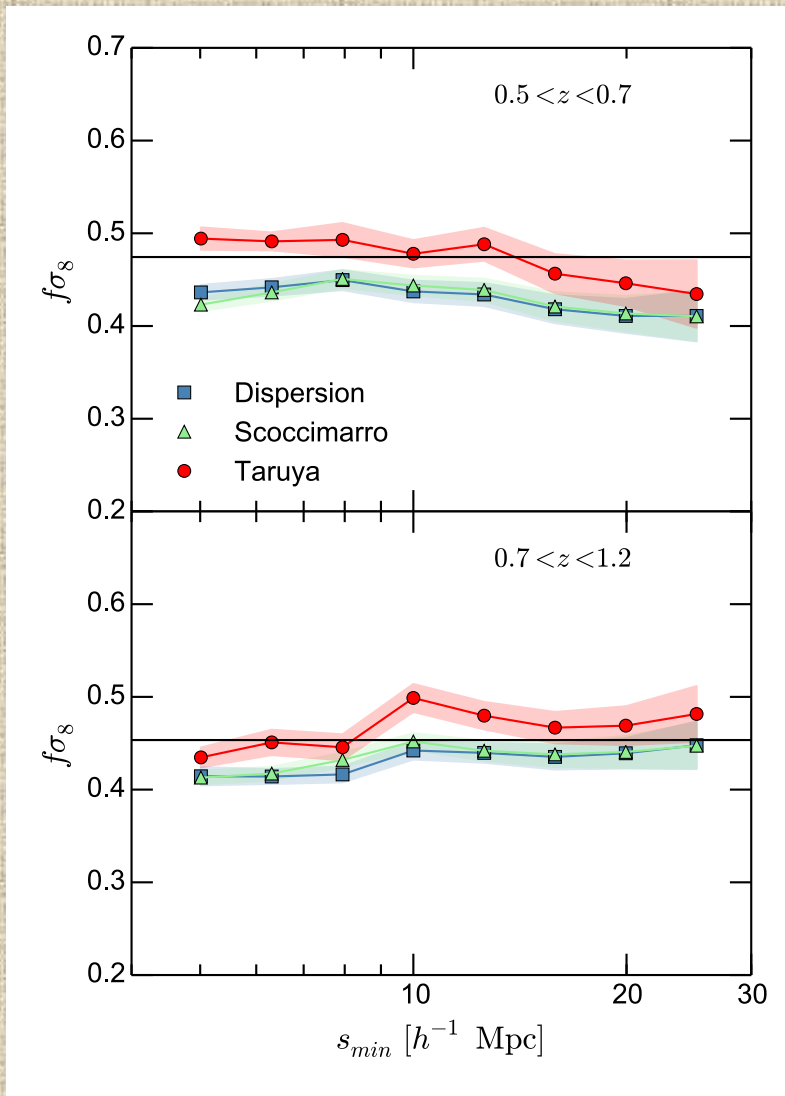 0.7
0.6
0.5
0.4
0.3
0.2
fσ₈
0.5 < z < 0.7
Dispersion
Scoccimarro
Taruya
0.6
0.5
0.4
0.3
0.2
fσ₈
0.7 < z < 1.2
10
20
30
s_min [h⁻¹ Mpc]